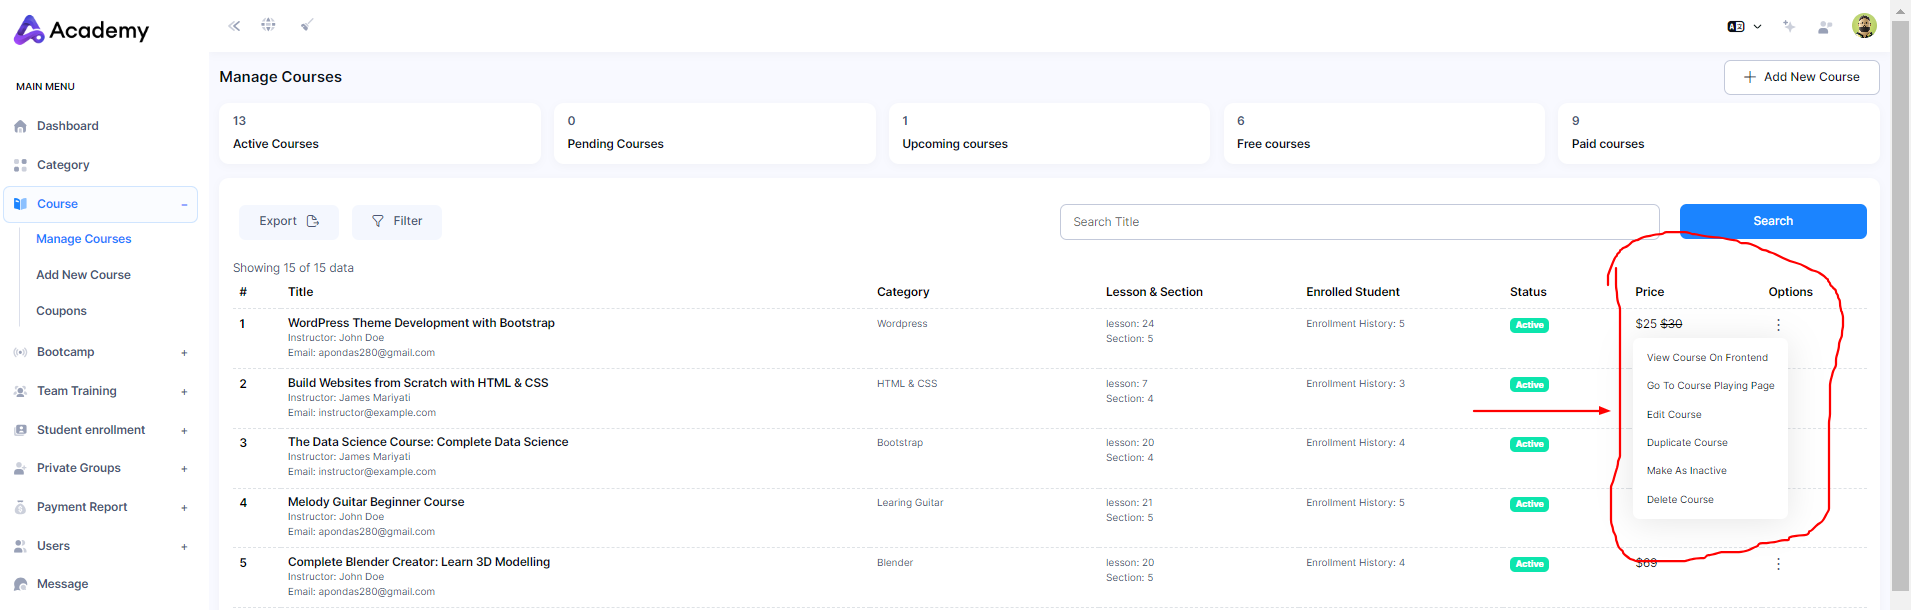 Academy
MAIN MENU
Dashboard
Category
Course
Manage Courses
Add New Course
Coupons
Bootcamp
Team Training
Student enrollment
Private Groups
Payment Report
Users
Message
Manage Courses
+ Add New Course
13
Active Courses
0
Pending Courses
1
Upcoming courses
6
Free courses
9
Paid courses
Export
Filter
Search Title
Search
Showing 15 of 15 data
# Title Category Lesson & Section Enrolled Student Status Price Options
1 WordPress Theme Development with Bootstrap Wordpress lesson: 24 Enrollment History: 5 Active $25 $30
Instructor: John Doe Section: 5
Email: apondas280@gmail.com
View Course On Frontend
Go To Course Playing Page
Edit Course
Duplicate Course
Make As Inactive
Delete Course
2 Build Websites from Scratch with HTML & CSS HTML & CSS lesson: 7 Enrollment History: 3 Active
Instructor: James Mariyati Section: 4
Email: instructor@example.com
3 The Data Science Course: Complete Data Science Bootstrap lesson: 20 Enrollment History: 4 Active
Instructor: James Mariyati Section: 4
Email: instructor@example.com
4 Melody Guitar Beginner Course Learing Guitar lesson: 21 Enrollment History: 5 Active
Instructor: John Doe Section: 5
Email: apondas280@gmail.com
5 Complete Blender Creator: Learn 3D Modelling Blender lesson: 20 Enrollment History: 4 Active
Instructor: John Doe Section: 5
Email: apondas280@gmail.com